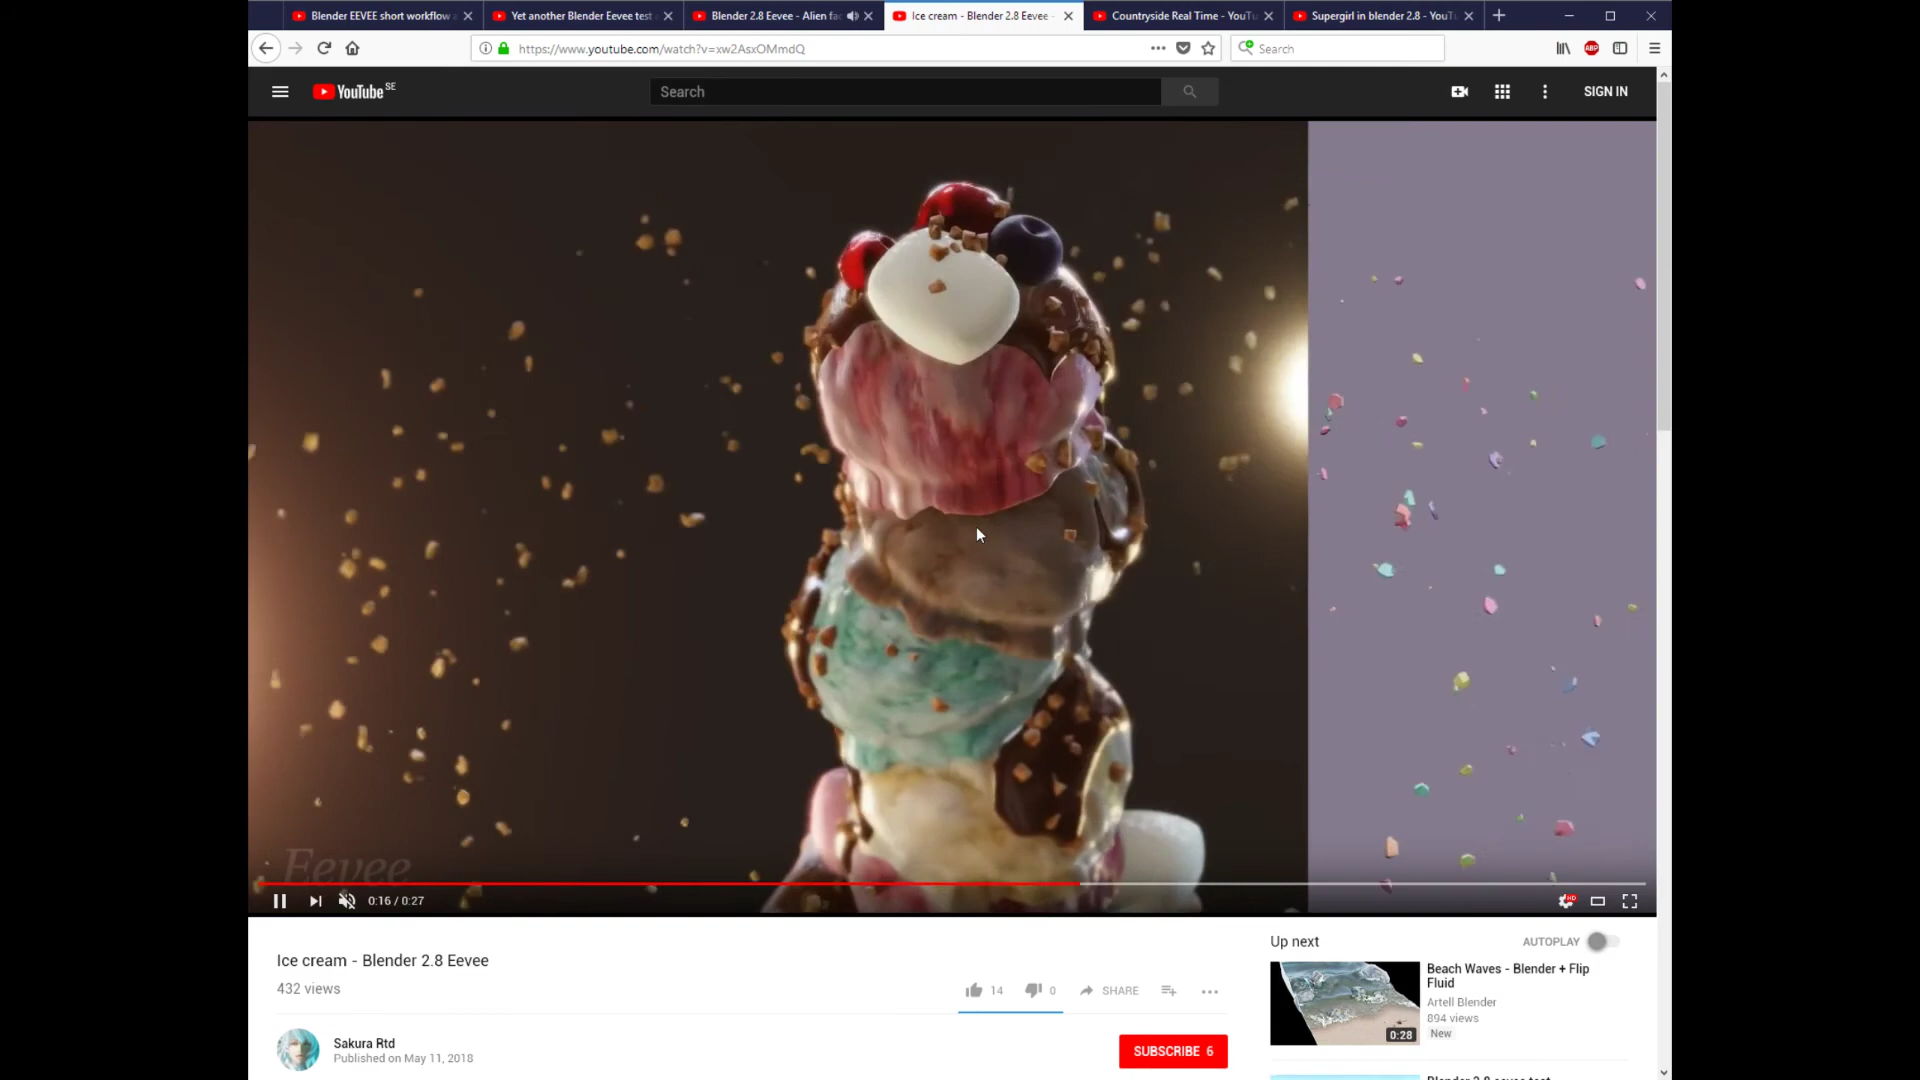 Blender EEVEE short workflow
Yet another Blender Eevee test
Blender 2.8 Eevee - Alien fac
Ice cream - Blender 2.8 Eevee -
Countryside Real Time - YouTu
Supergirl in blender 2.8 - YouTu
https://www.youtube.com/watch?v=xw2AsxOMmdQ
Search
ABP
YouTube SE
Search
SIGN IN
Eevee
0:16 / 0:27
HD
Ice cream - Blender 2.8 Eevee
432 views
14
0
SHARE
Sakura Rtd
Published on May 11, 2018
SUBSCRIBE 6
Up next
AUTOPLAY
Beach Waves - Blender + Flip
Fluid
Artell Blender
894 views
New
0:28